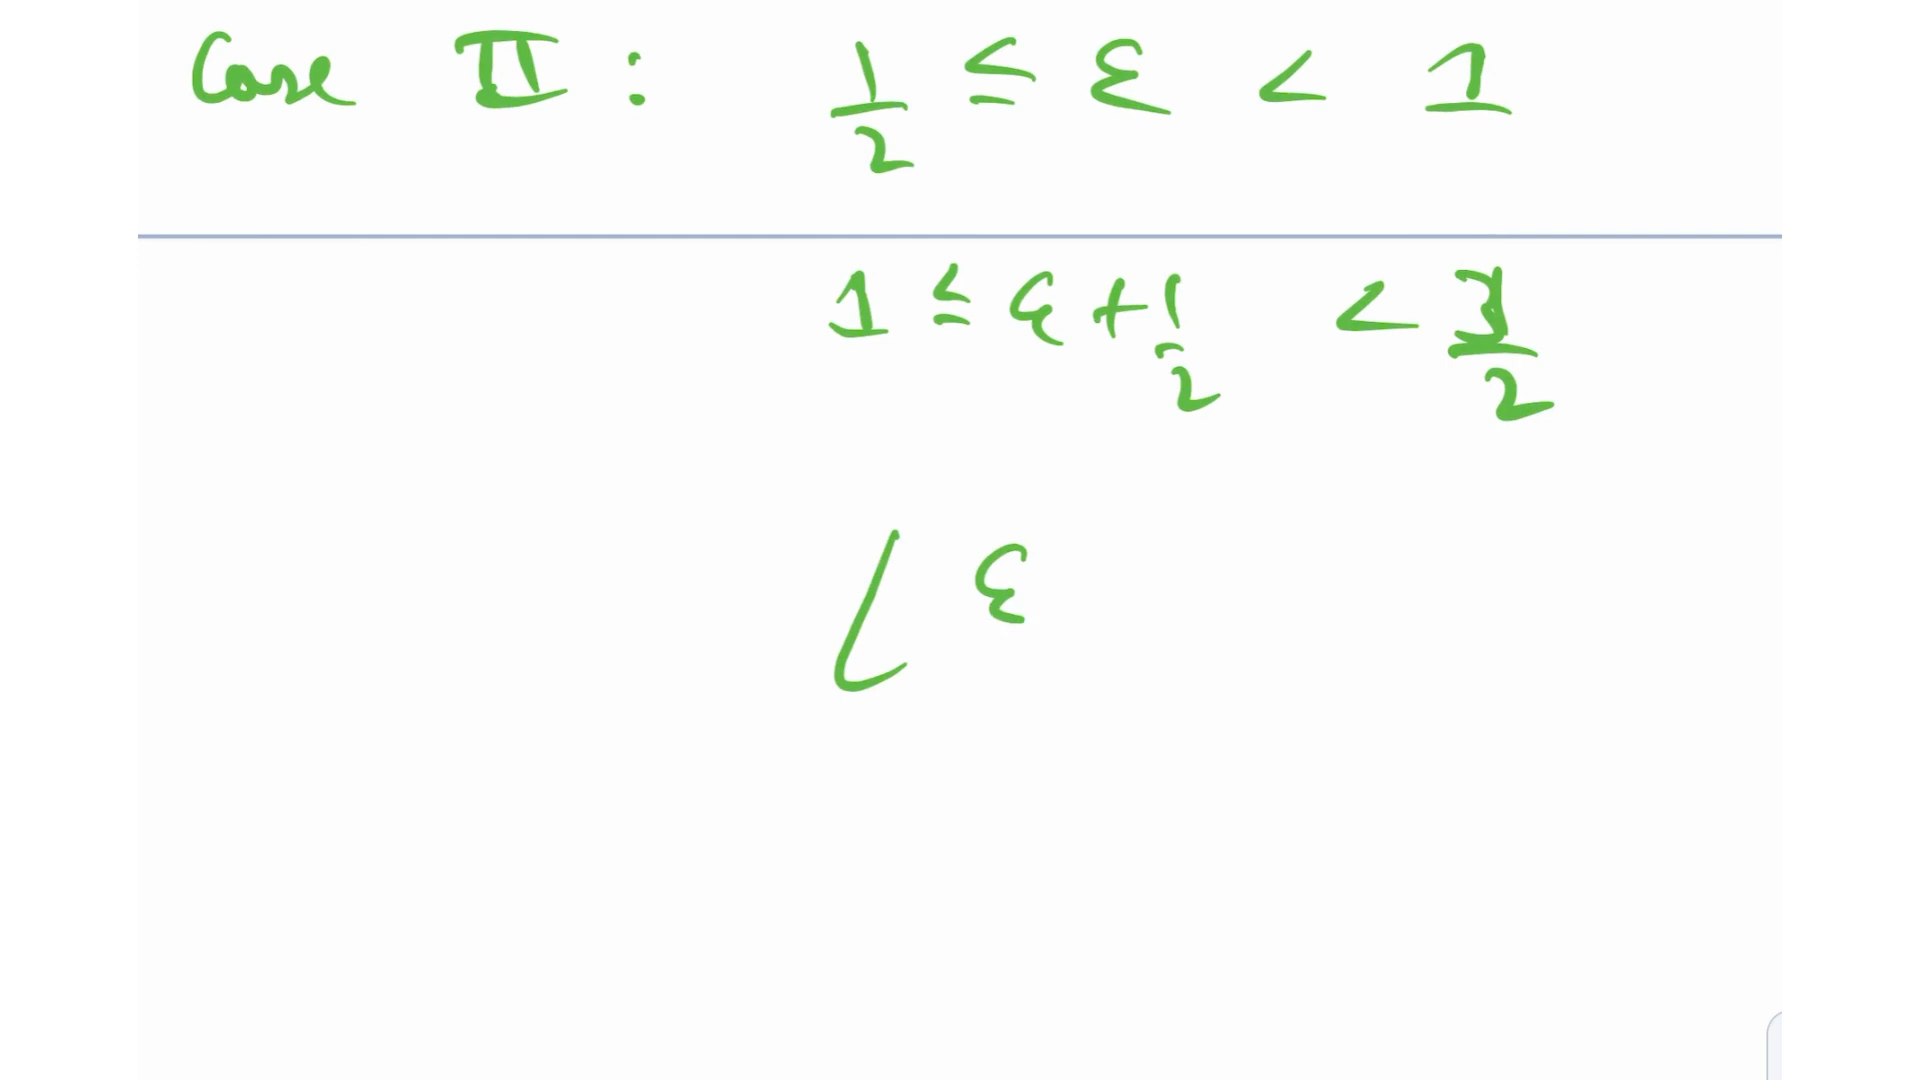 Case II : 1/2 ≤ ε < 1
1 ≤ ε + 1/2 < 3/2
⌊ ε